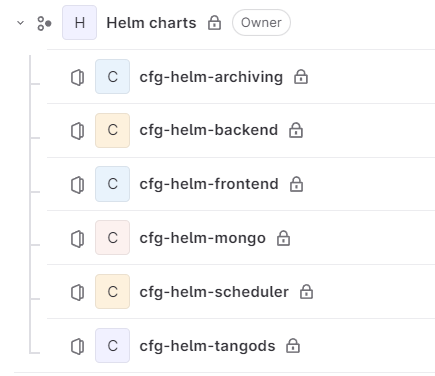 H Helm charts Owner
C cfg-helm-archiving
C cfg-helm-backend
C cfg-helm-frontend
C cfg-helm-mongo
C cfg-helm-scheduler
C cfg-helm-tangods